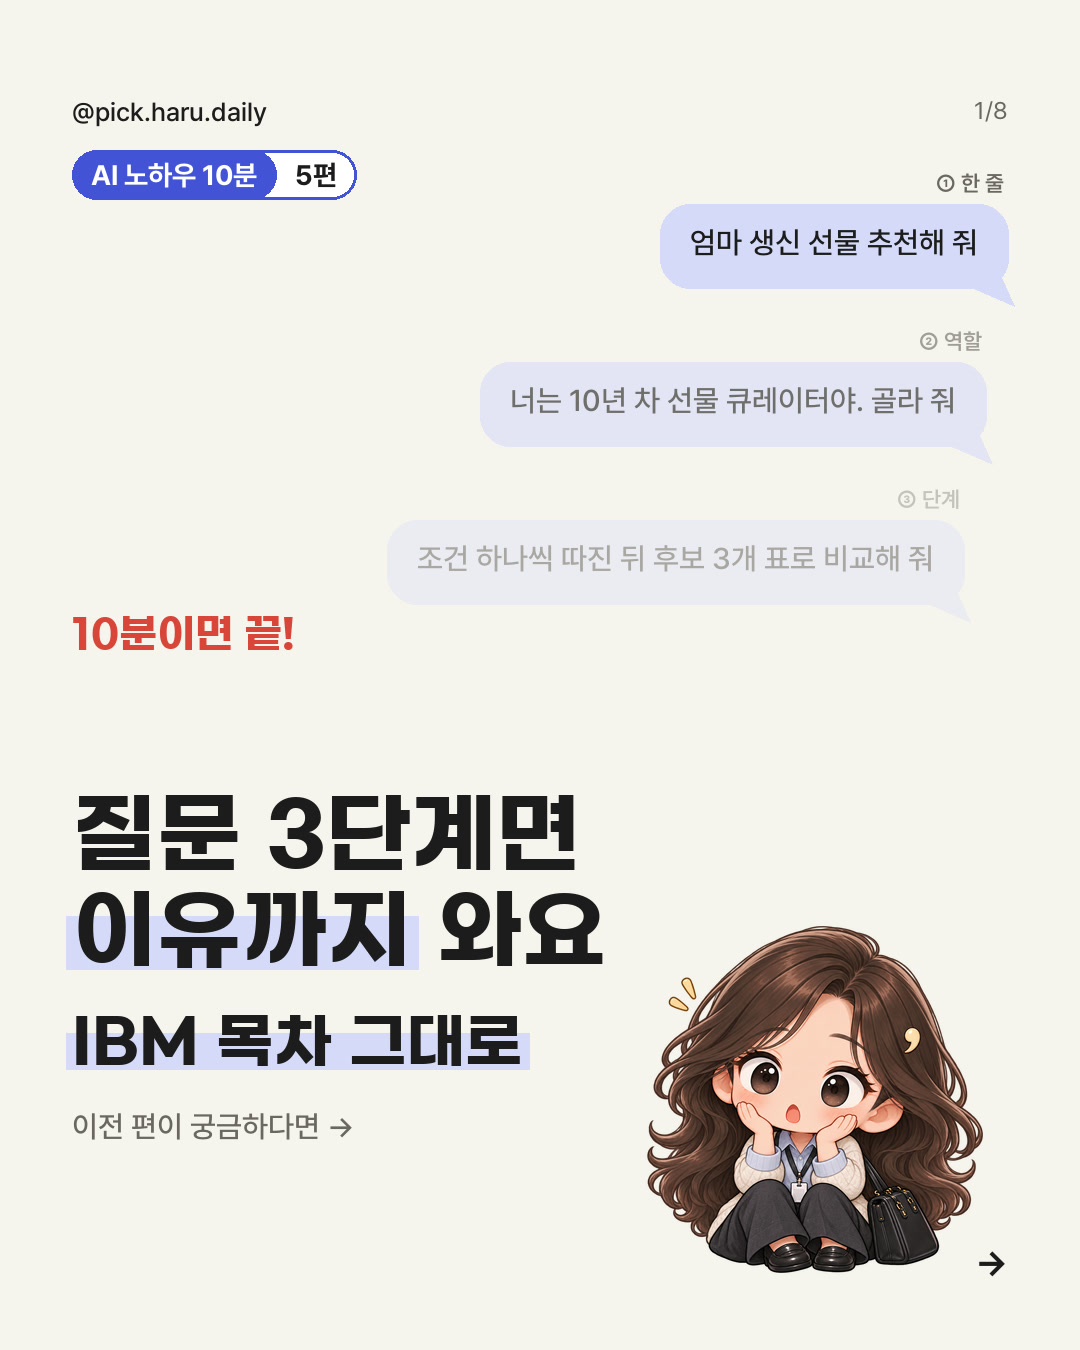 @pick.haru.daily
1/8
AI 노하우 10분 5편
① 한 줄
엄마 생신 선물 추천해 줘
② 역할
너는 10년 차 선물 큐레이터야. 골라 줘
③ 단계
조건 하나씩 따진 뒤 후보 3개 표로 비교해 줘
10분이면 끝!
질문 3단계면
이유까지 와요
IBM 목차 그대로
이전 편이 궁금하다면 →
→